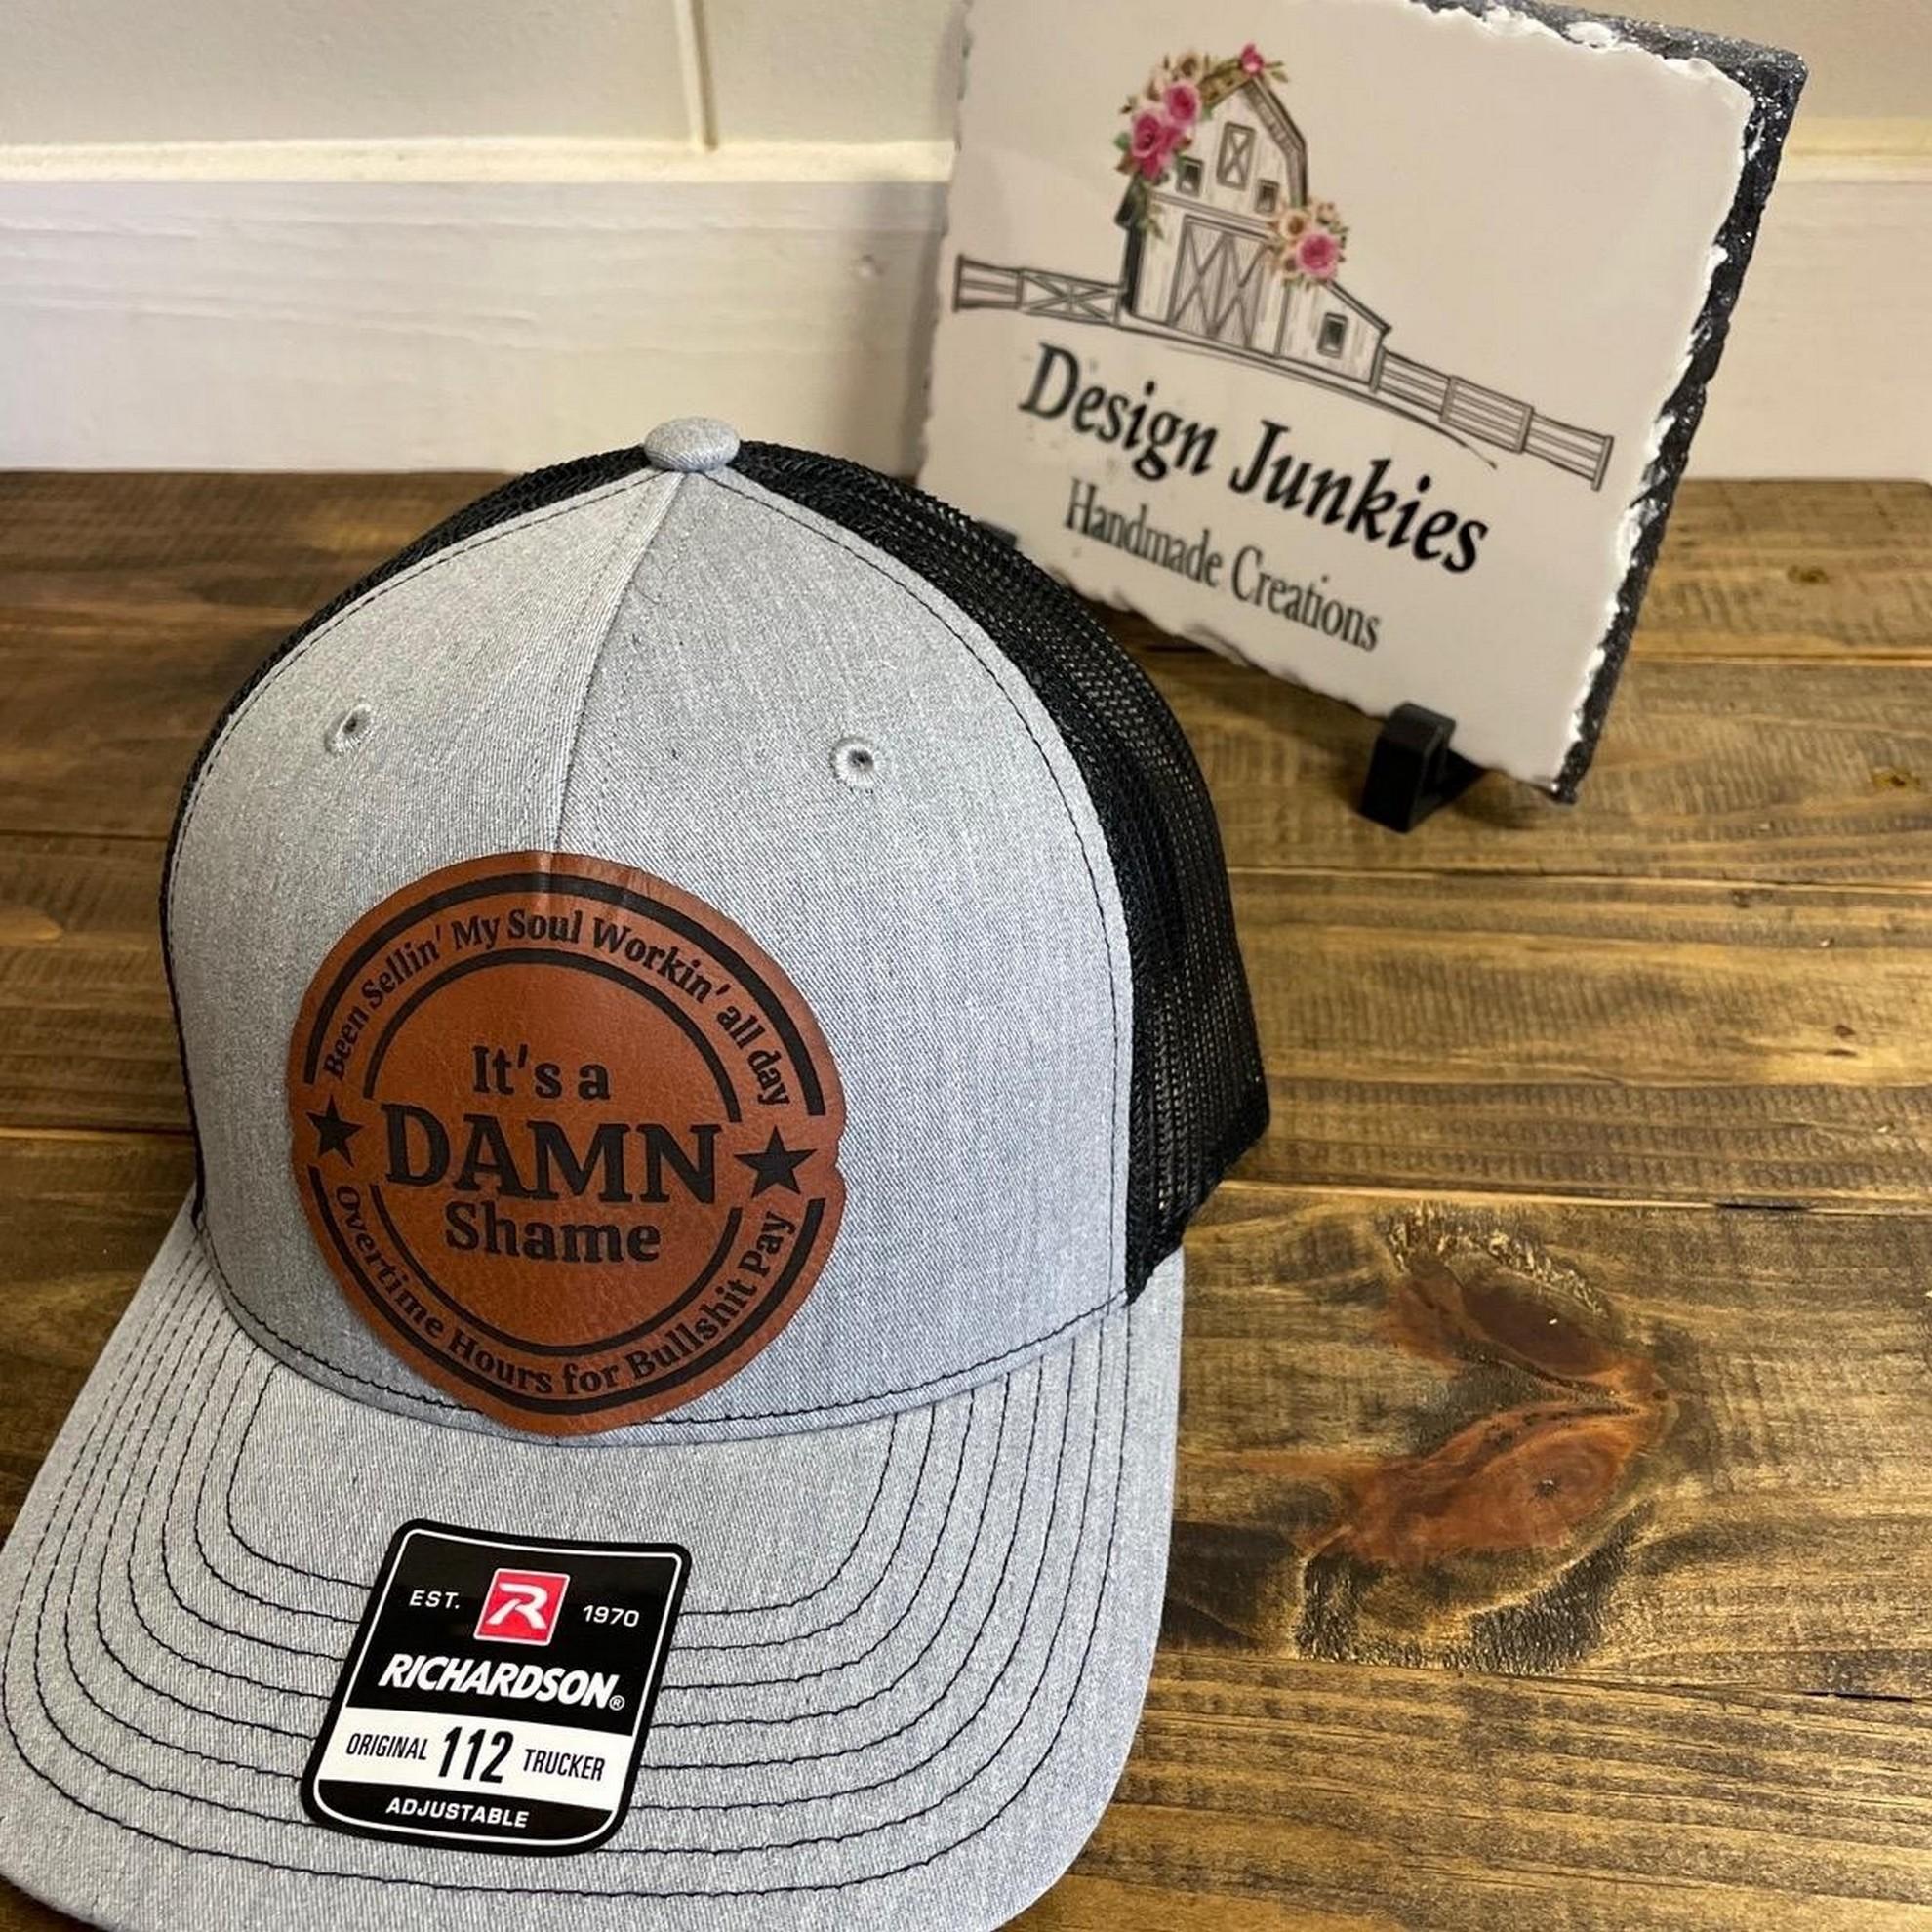 Design Junkies
Handmade Creations
Been Sellin' My Soul Workin' all day
It's a
DAMN
Shame
Overtime Hours for Bullshit Pay
EST. R 1970
RICHARDSON®
ORIGINAL 112 TRUCKER
ADJUSTABLE